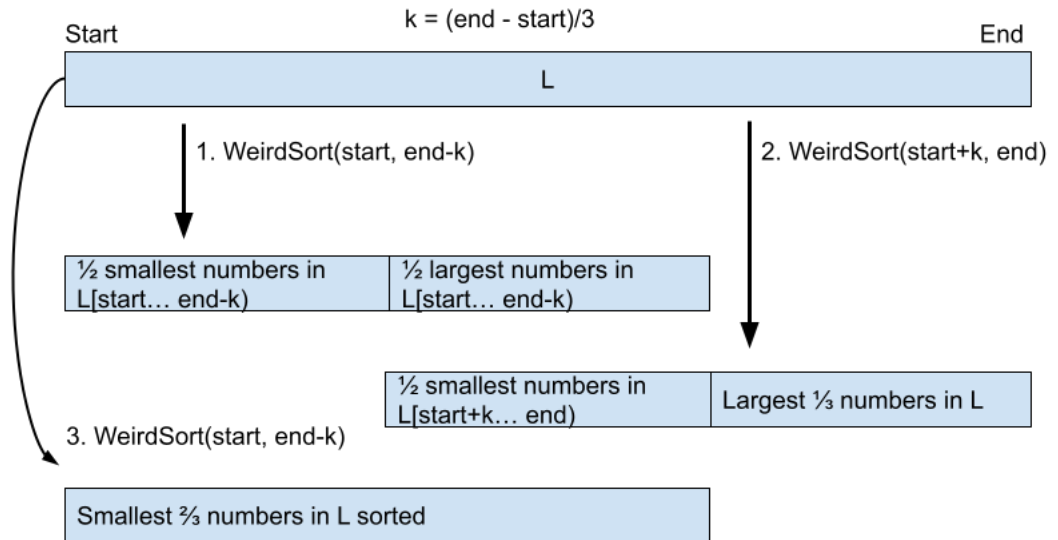 k = (end - start)/3
Start
End
L
1. WeirdSort(start, end-k)
2. WeirdSort(start+k, end)
½ smallest numbers in
L[start... end-k)
½ largest numbers in
L[start... end-k)
½ smallest numbers in
L[start+k... end)
Largest ⅓ numbers in L
3. WeirdSort(start, end-k)
Smallest ⅔ numbers in L sorted